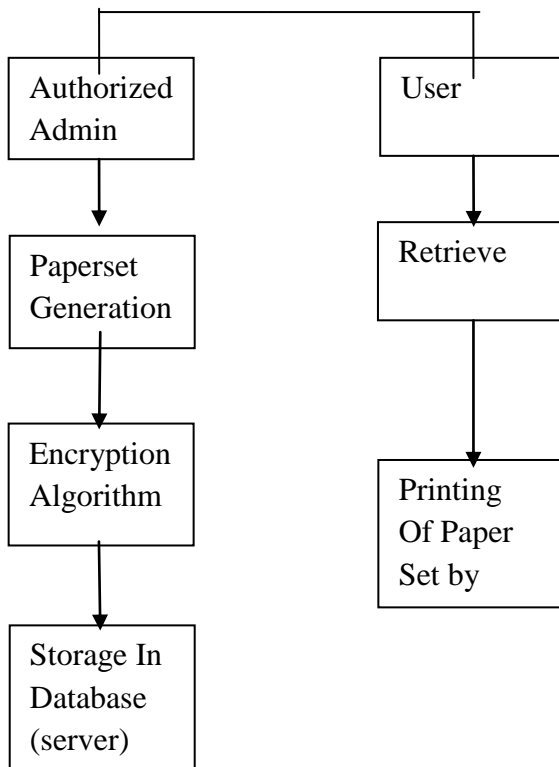 Authorized
Admin
Paperset
Generation
Encryption
Algorithm
Storage In
Database
(server)
User
Retrieve
Printing
Of Paper
Set by